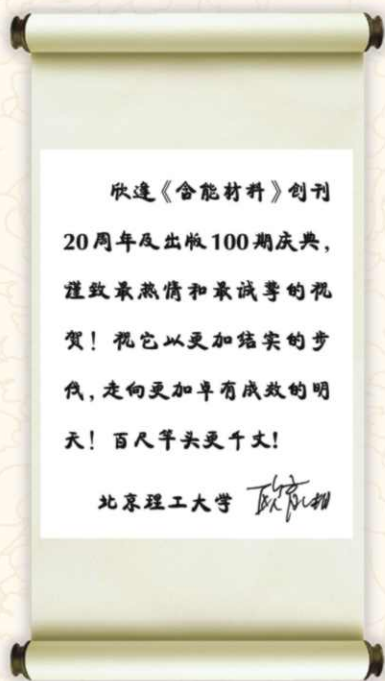 欣逢《含能材料》创刊
20周年及出版100期庆典，
谨致最热情和最诚挚的祝
贺！祝它以更加结实的步
伐，走向更加卓有成效的明
天！百尺竿头更千丈！
北京理工大学 欧育湘